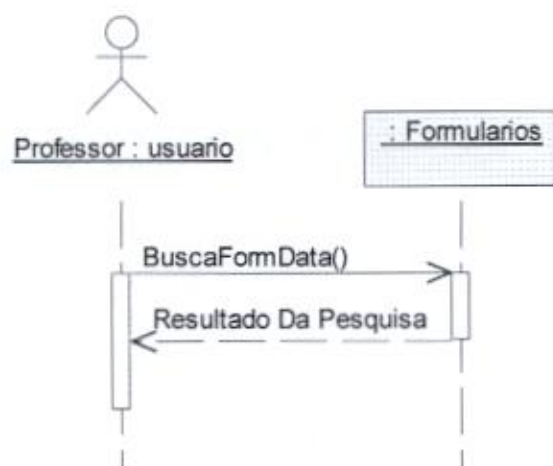 Professor : usuario
: Formularios
BuscaFormData()
Resultado Da Pesquisa